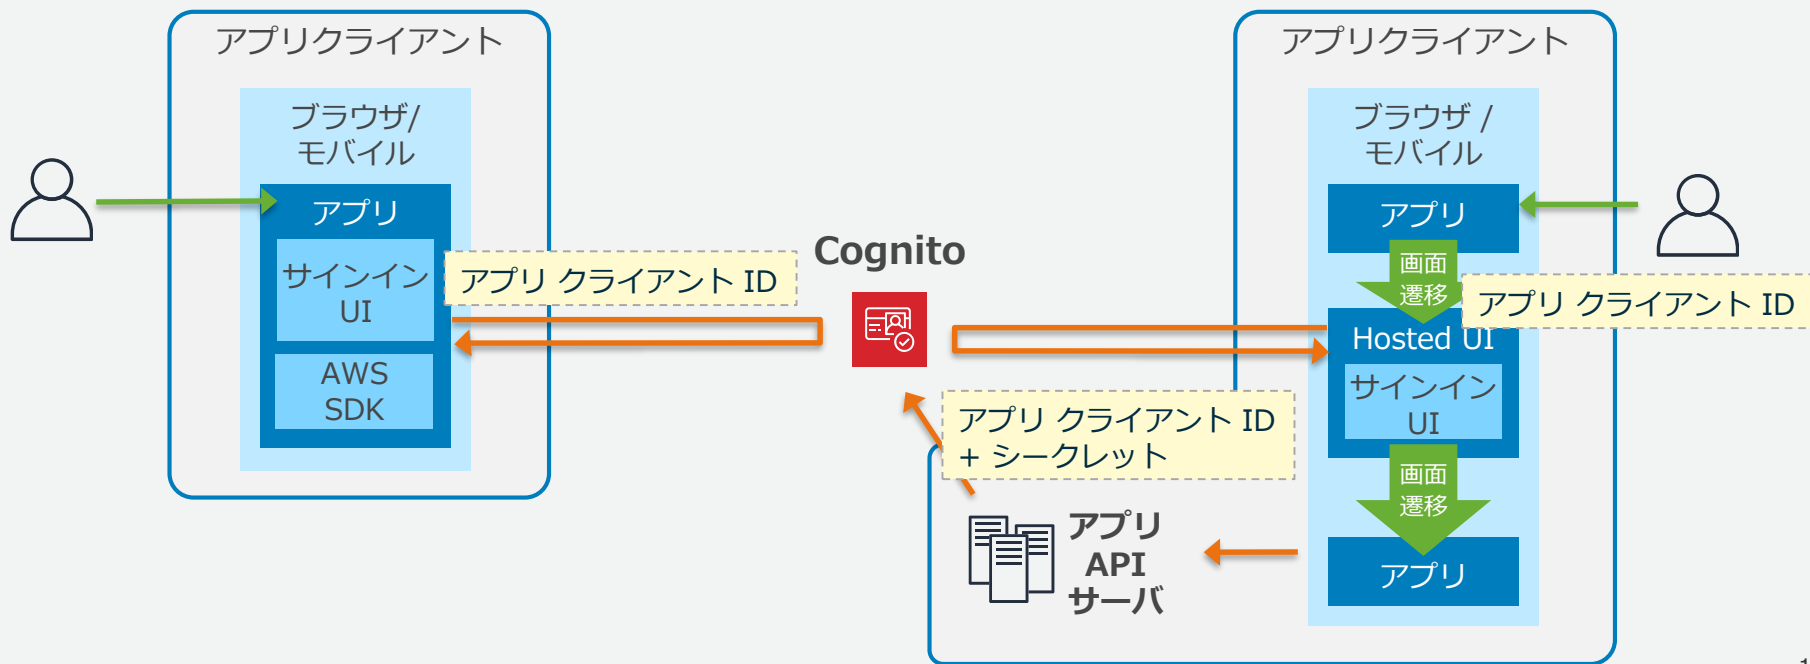 アプリクライアント
ブラウザ/
モバイル
アプリ
サインイン
UI
AWS
SDK
アプリ クライアント ID
Cognito
アプリクライアント
ブラウザ /
モバイル
アプリ
画面
遷移
アプリ クライアント ID
Hosted UI
サインイン
UI
画面
遷移
アプリ
アプリ クライアント ID
+ シークレット
アプリ
API
サーバ